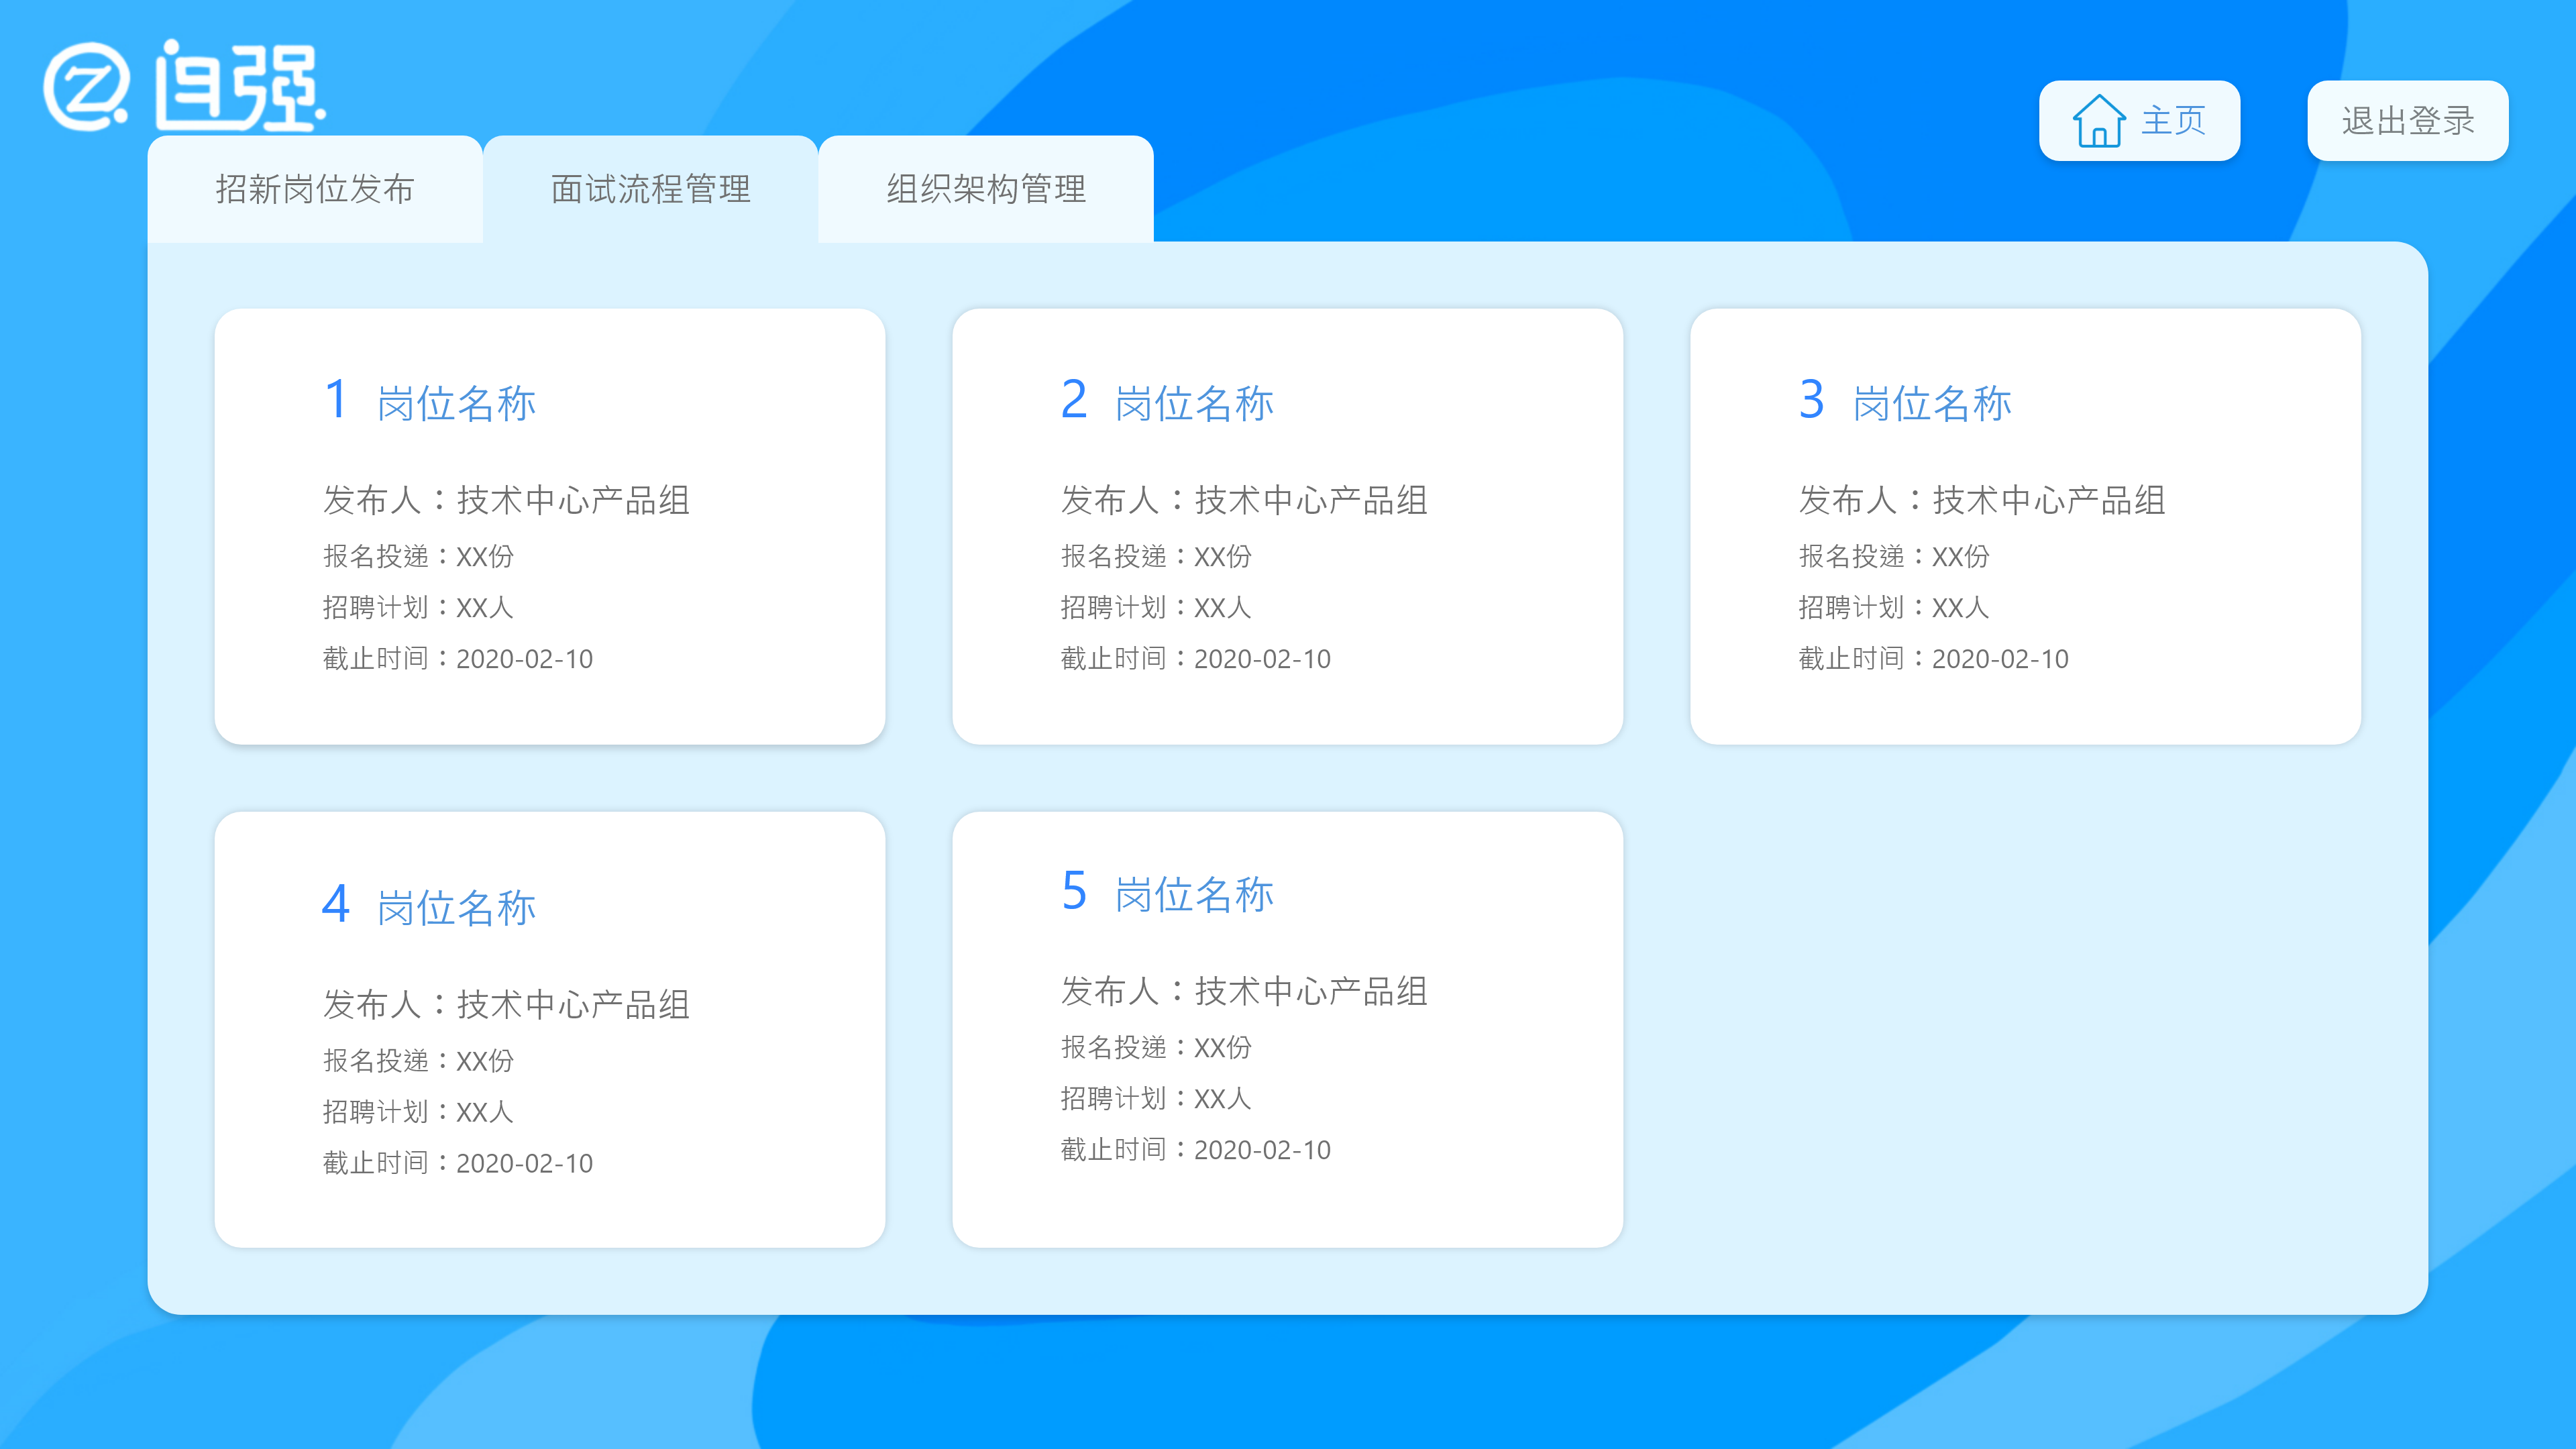 自强
主页
退出登录
招新岗位发布
面试流程管理
组织架构管理
1 岗位名称
发布人：技术中心产品组
报名投递：XX份
招聘计划：XX人
截止时间：2020-02-10
2 岗位名称
发布人：技术中心产品组
报名投递：XX份
招聘计划：XX人
截止时间：2020-02-10
3 岗位名称
发布人：技术中心产品组
报名投递：XX份
招聘计划：XX人
截止时间：2020-02-10
4 岗位名称
发布人：技术中心产品组
报名投递：XX份
招聘计划：XX人
截止时间：2020-02-10
5 岗位名称
发布人：技术中心产品组
报名投递：XX份
招聘计划：XX人
截止时间：2020-02-10